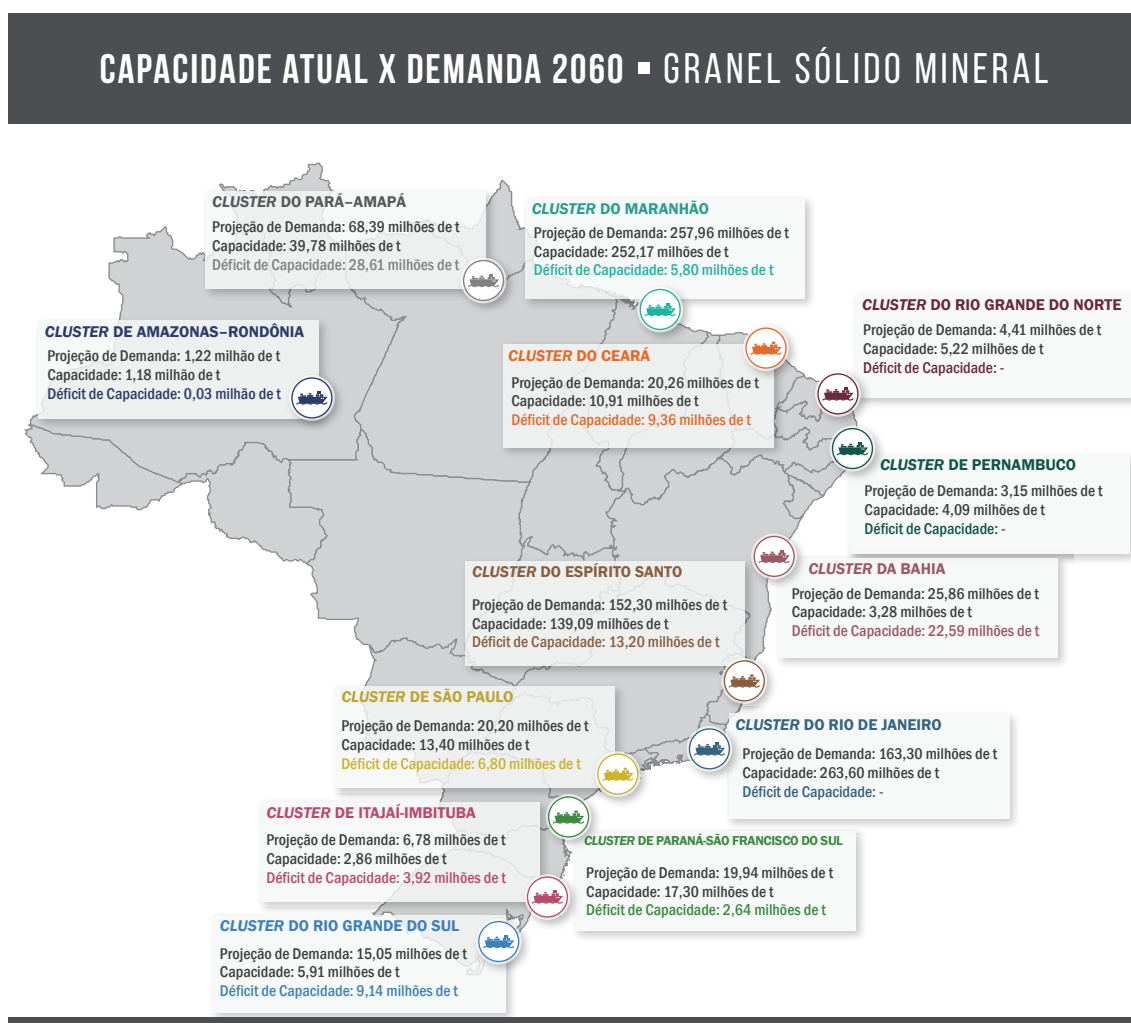 CAPACIDADE ATUAL X DEMANDA 2060 ▪ GRANEL SÓLIDO MINERAL
CLUSTER DO PARÁ–AMAPÁ
Projeção de Demanda: 68,39 milhões de t
Capacidade: 39,78 milhões de t
Déficit de Capacidade: 28,61 milhões de t
CLUSTER DO MARANHÃO
Projeção de Demanda: 257,96 milhões de t
Capacidade: 252,17 milhões de t
Déficit de Capacidade: 5,80 milhões de t
CLUSTER DO RIO GRANDE DO NORTE
Projeção de Demanda: 4,41 milhões de t
Capacidade: 5,22 milhões de t
Déficit de Capacidade: -
CLUSTER DE AMAZONAS–RONDÔNIA
Projeção de Demanda: 1,22 milhão de t
Capacidade: 1,18 milhão de t
Déficit de Capacidade: 0,03 milhão de t
CLUSTER DO CEARÁ
Projeção de Demanda: 20,26 milhões de t
Capacidade: 10,91 milhões de t
Déficit de Capacidade: 9,36 milhões de t
CLUSTER DE PERNAMBUCO
Projeção de Demanda: 3,15 milhões de t
Capacidade: 4,09 milhões de t
Déficit de Capacidade: -
CLUSTER DA BAHIA
Projeção de Demanda: 25,86 milhões de t
Capacidade: 3,28 milhões de t
Déficit de Capacidade: 22,59 milhões de t
CLUSTER DO ESPÍRITO SANTO
Projeção de Demanda: 152,30 milhões de t
Capacidade: 139,09 milhões de t
Déficit de Capacidade: 13,20 milhões de t
CLUSTER DE SÃO PAULO
Projeção de Demanda: 20,20 milhões de t
Capacidade: 13,40 milhões de t
Déficit de Capacidade: 6,80 milhões de t
CLUSTER DO RIO DE JANEIRO
Projeção de Demanda: 163,30 milhões de t
Capacidade: 263,60 milhões de t
Déficit de Capacidade: -
CLUSTER DE ITAJAÍ-IMBITUBA
Projeção de Demanda: 6,78 milhões de t
Capacidade: 2,86 milhões de t
Déficit de Capacidade: 3,92 milhões de t
CLUSTER DE PARANÁ-SÃO FRANCISCO DO SUL
Projeção de Demanda: 19,94 milhões de t
Capacidade: 17,30 milhões de t
Déficit de Capacidade: 2,64 milhões de t
CLUSTER DO RIO GRANDE DO SUL
Projeção de Demanda: 15,05 milhões de t
Capacidade: 5,91 milhões de t
Déficit de Capacidade: 9,14 milhões de t